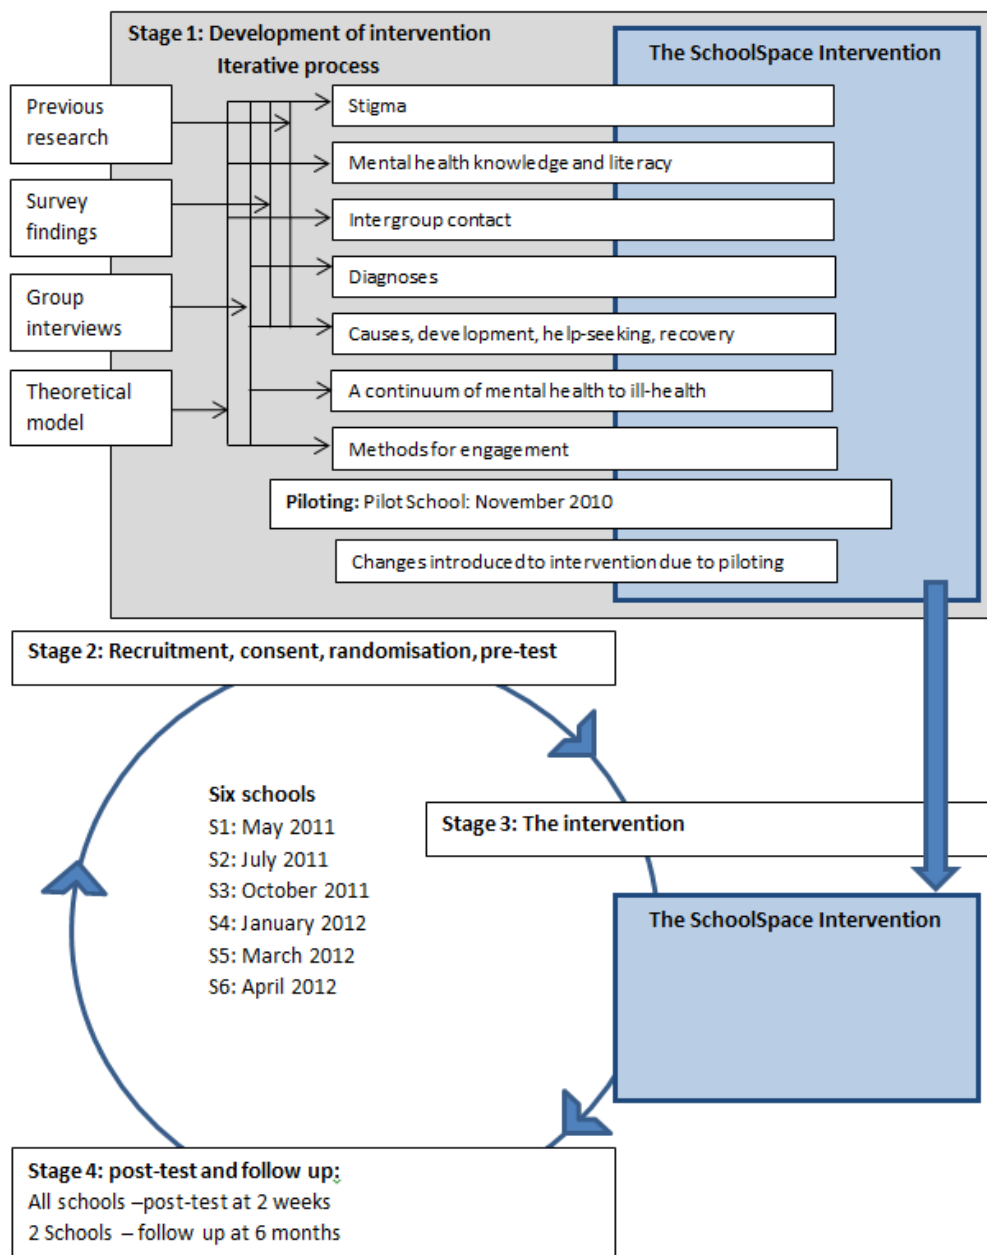 Stage 1: Development of intervention
Iterative process
The SchoolSpace Intervention
Previous
research
Survey
findings
Group
interviews
Theoretical
model
Stigma
Mental health knowledge and literacy
Intergroup contact
Diagnoses
Causes, development, help-seeking, recovery
A continuum of mental health to ill-health
Methods for engagement
Piloting: Pilot School: November 2010
Changes introduced to intervention due to piloting
Stage 2: Recruitment, consent, randomisation, pre-test
Six schools
S1: May 2011
S2: July 2011
S3: October 2011
S4: January 2012
S5: March 2012
S6: April 2012
Stage 3: The intervention
The SchoolSpace Intervention
Stage 4: post-test and follow up:
All schools –post-test at 2 weeks
2 Schools – follow up at 6 months